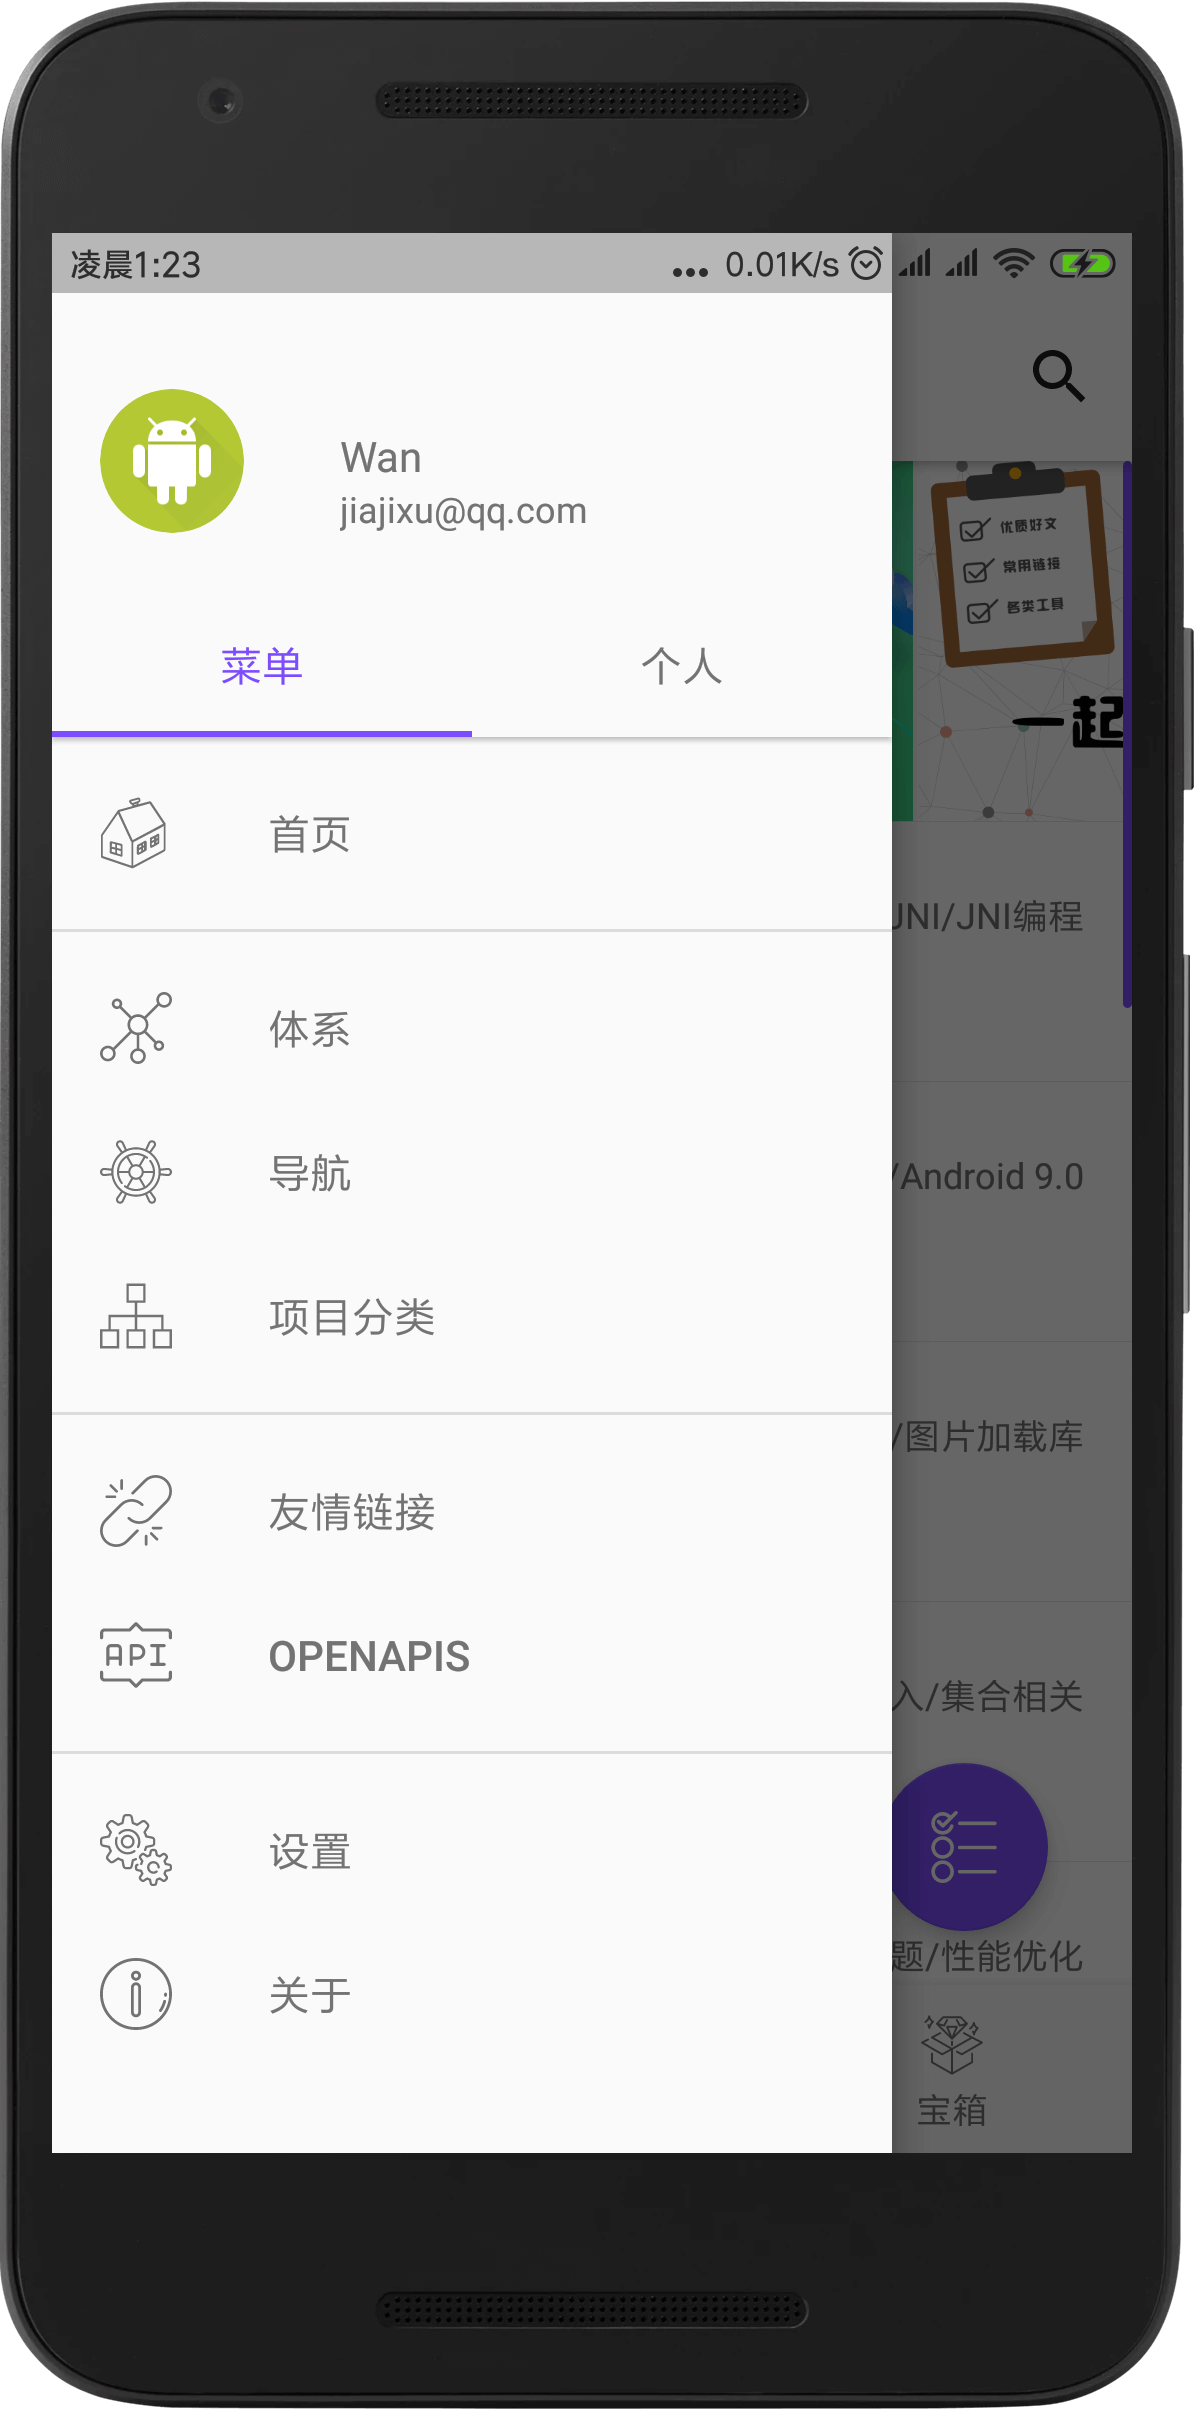 凌晨1:23
... 0.01K/s
Wan
jiajixu@qq.com
菜单
个人
优质好文
常用链接
各类工具
一起
首页
JNI/JNI编程
体系
导航
/Android 9.0
项目分类
/图片加载库
友情链接
OPENAPIS
API
入/集合相关
设置
题/性能优化
关于
宝箱